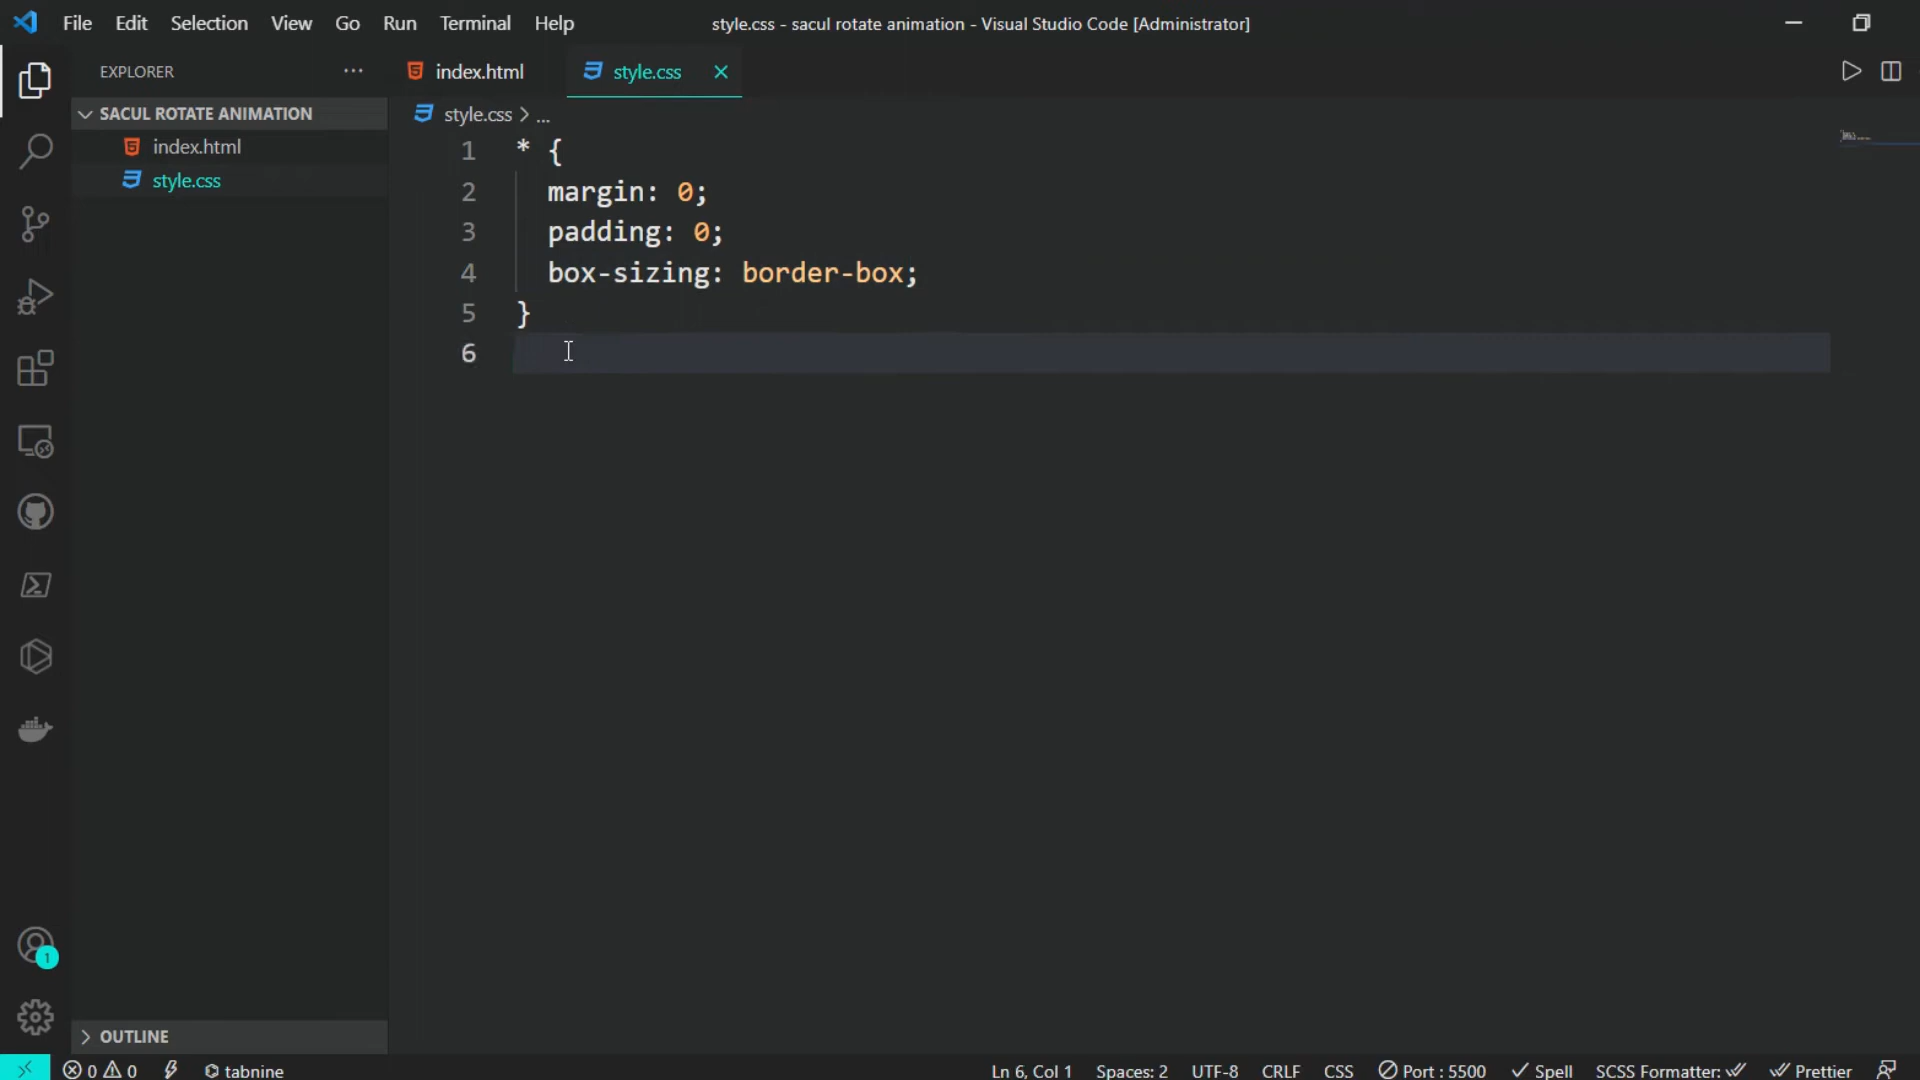 File Edit Selection View Go Run Terminal Help style.css - sacul rotate animation - Visual Studio Code [Administrator]
EXPLORER ...
index.html style.css
SACUL ROTATE ANIMATION
index.html
style.css
style.css > ...
1 * {
2 margin: 0;
3 padding: 0;
4 box-sizing: border-box;
5 }
6
1
OUTLINE
0 0 tabnine Ln 6, Col 1 Spaces: 2 UTF-8 CRLF CSS Port : 5500 Spell SCSS Formatter: Prettier